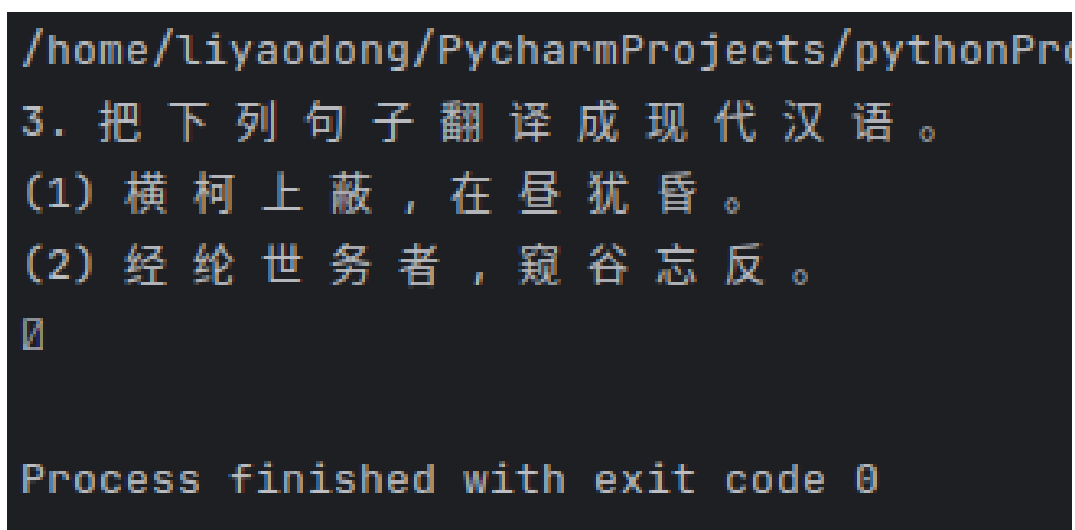 /home/liyaodong/PycharmProjects/pythonPro
3. 把 下 列 句 子 翻 译 成 现 代 汉 语 。
(1) 横 柯 上 蔽 , 在 昼 犹 昏 。
(2) 经 纶 世 务 者 , 窥 谷 忘 反 。
Process finished with exit code 0